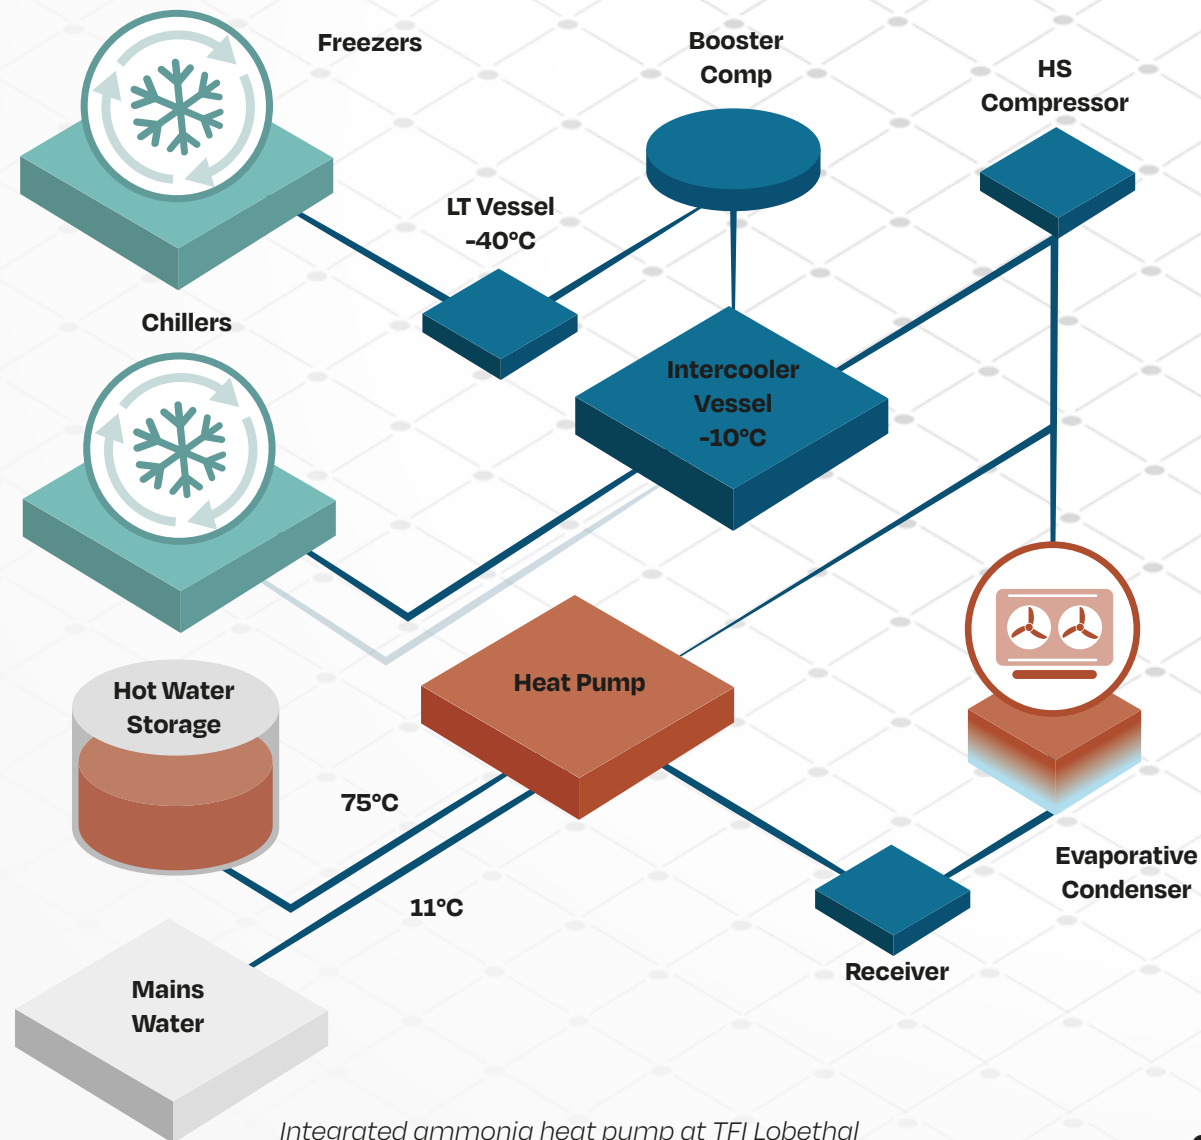 Freezers
Booster
Comp
HS
Compressor
LT Vessel
-40°C
Chillers
Intercooler
Vessel
-10°C
Hot Water
Storage
Heat Pump
75°C
11°C
Evaporative
Condenser
Receiver
Mains
Water
Integrated ammonia heat pump at TFI Lobethal